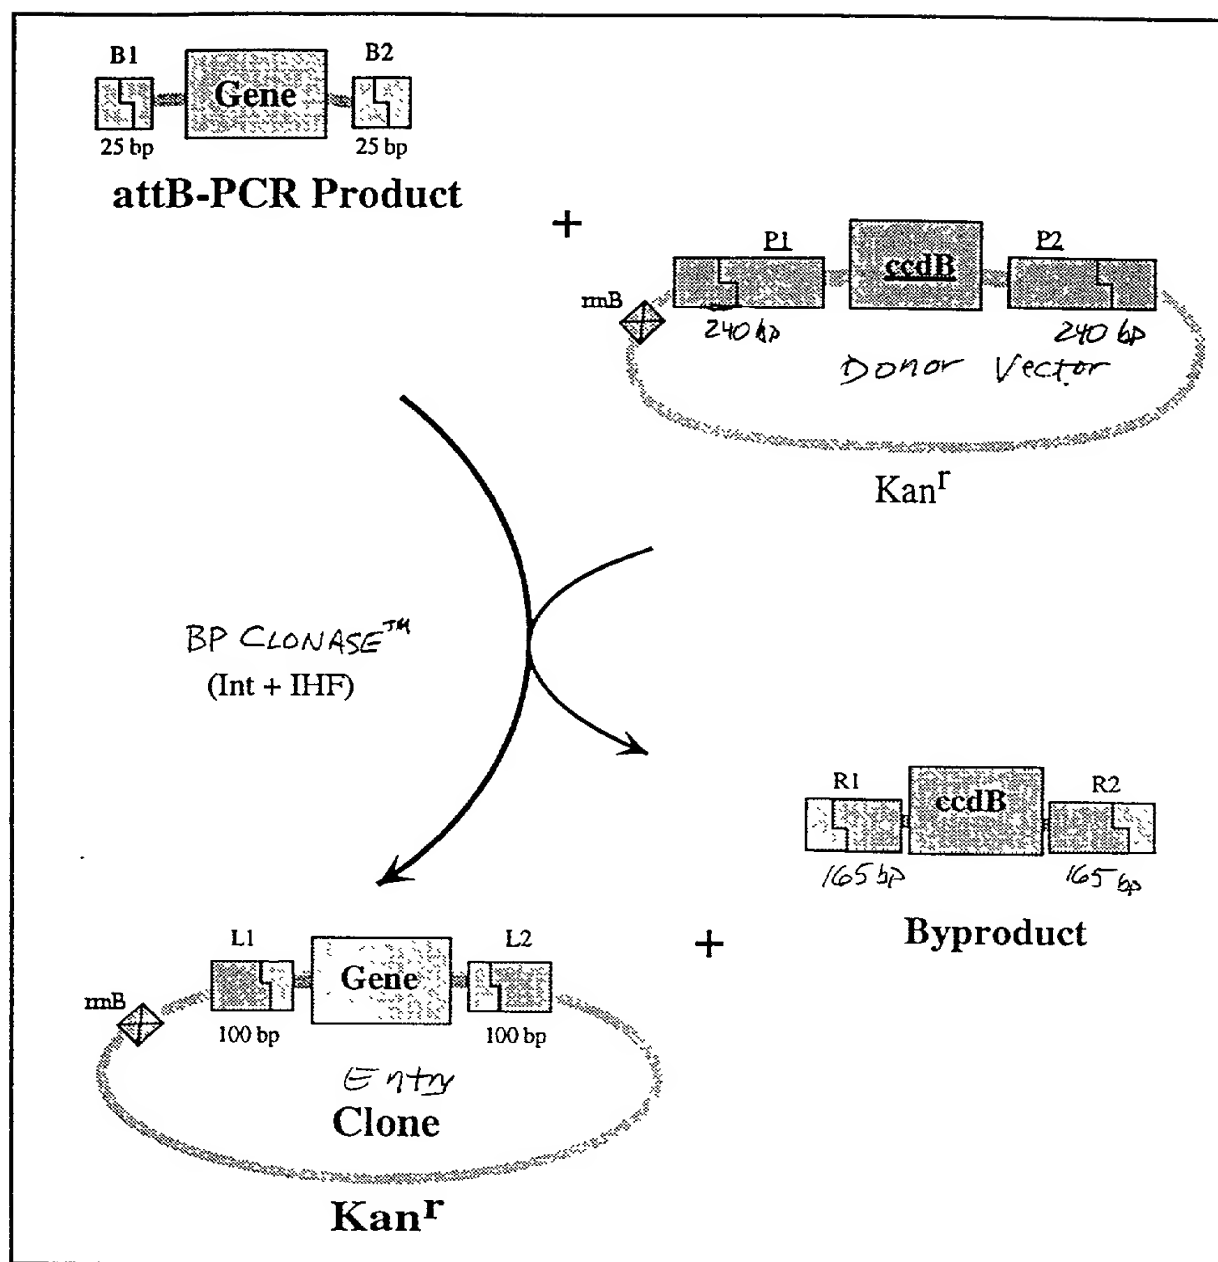 B1
B2
Gene
25 bp
25 bp
attB-PCR Product
+
P1
P2
ccdB
rrnB
240 bp
240 bp
Donor Vector
Kanr
BP CLONASE™
(Int + IHF)
R1
R2
ccdB
165 bp
165 bp
Byproduct
+
L1
L2
Gene
rrnB
100 bp
100 bp
Entry
Clone
Kanr